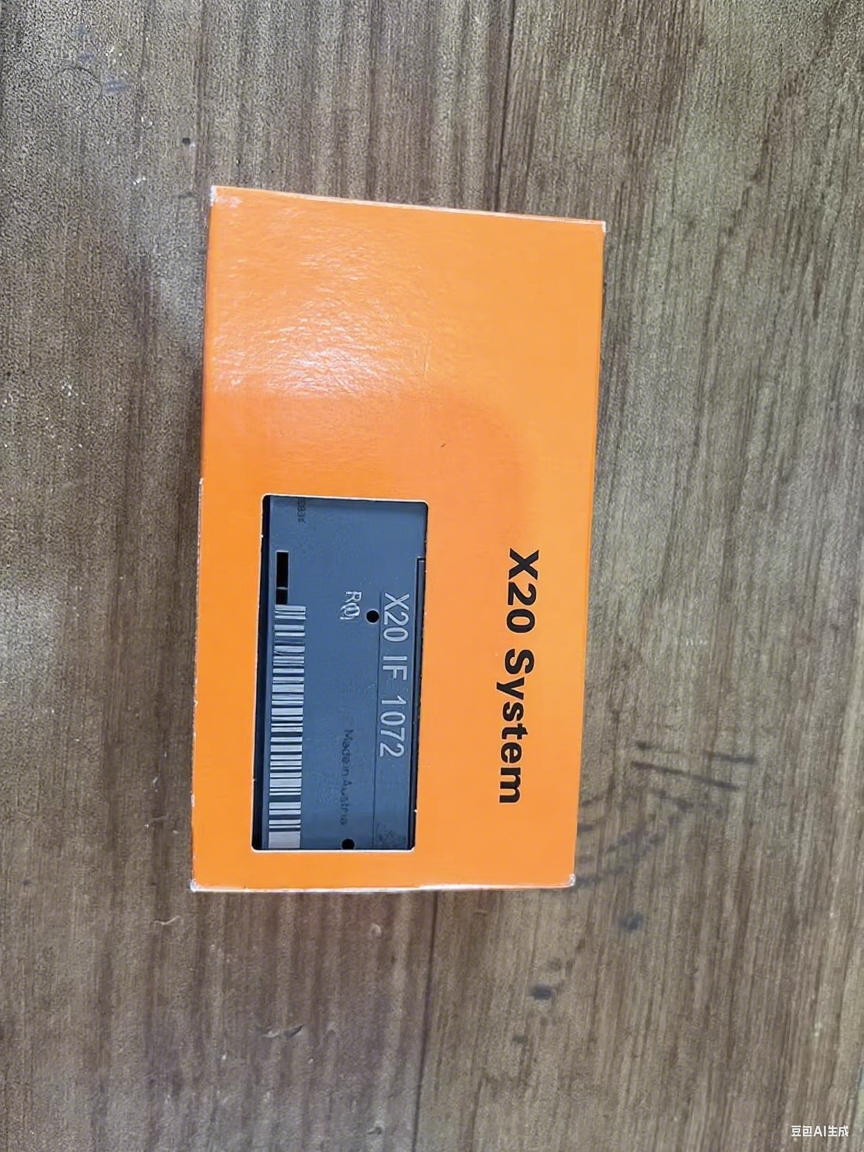 X20 System
X20 IF 1072
Made in Austria
豆包AI生成